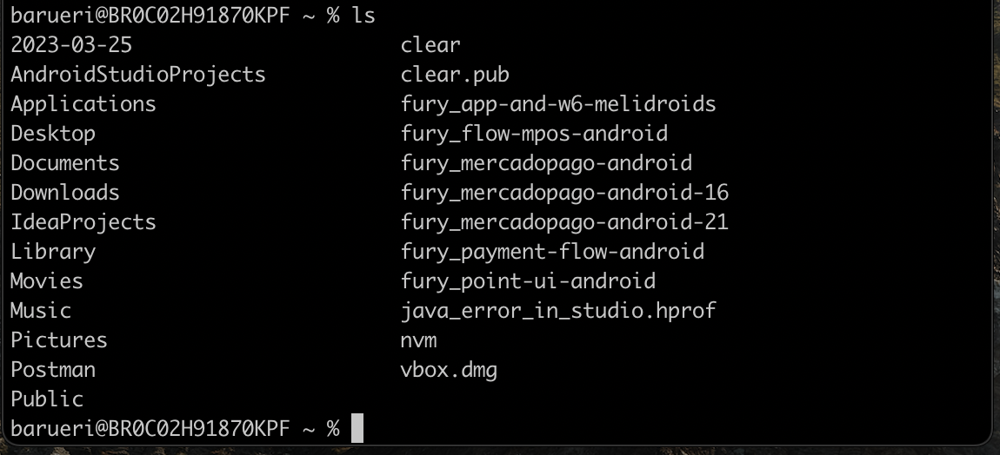 barueri@BR0C02H91870KPF ~ % ls
2023-03-25 clear
AndroidStudioProjects clear.pub
Applications fury_app-and-w6-melidroids
Desktop fury_flow-mpos-android
Documents fury_mercadopago-android
Downloads fury_mercadopago-android-16
IdeaProjects fury_mercadopago-android-21
Library fury_payment-flow-android
Movies fury_point-ui-android
Music java_error_in_studio.hprof
Pictures nvm
Postman vbox.dmg
Public
barueri@BR0C02H91870KPF ~ %